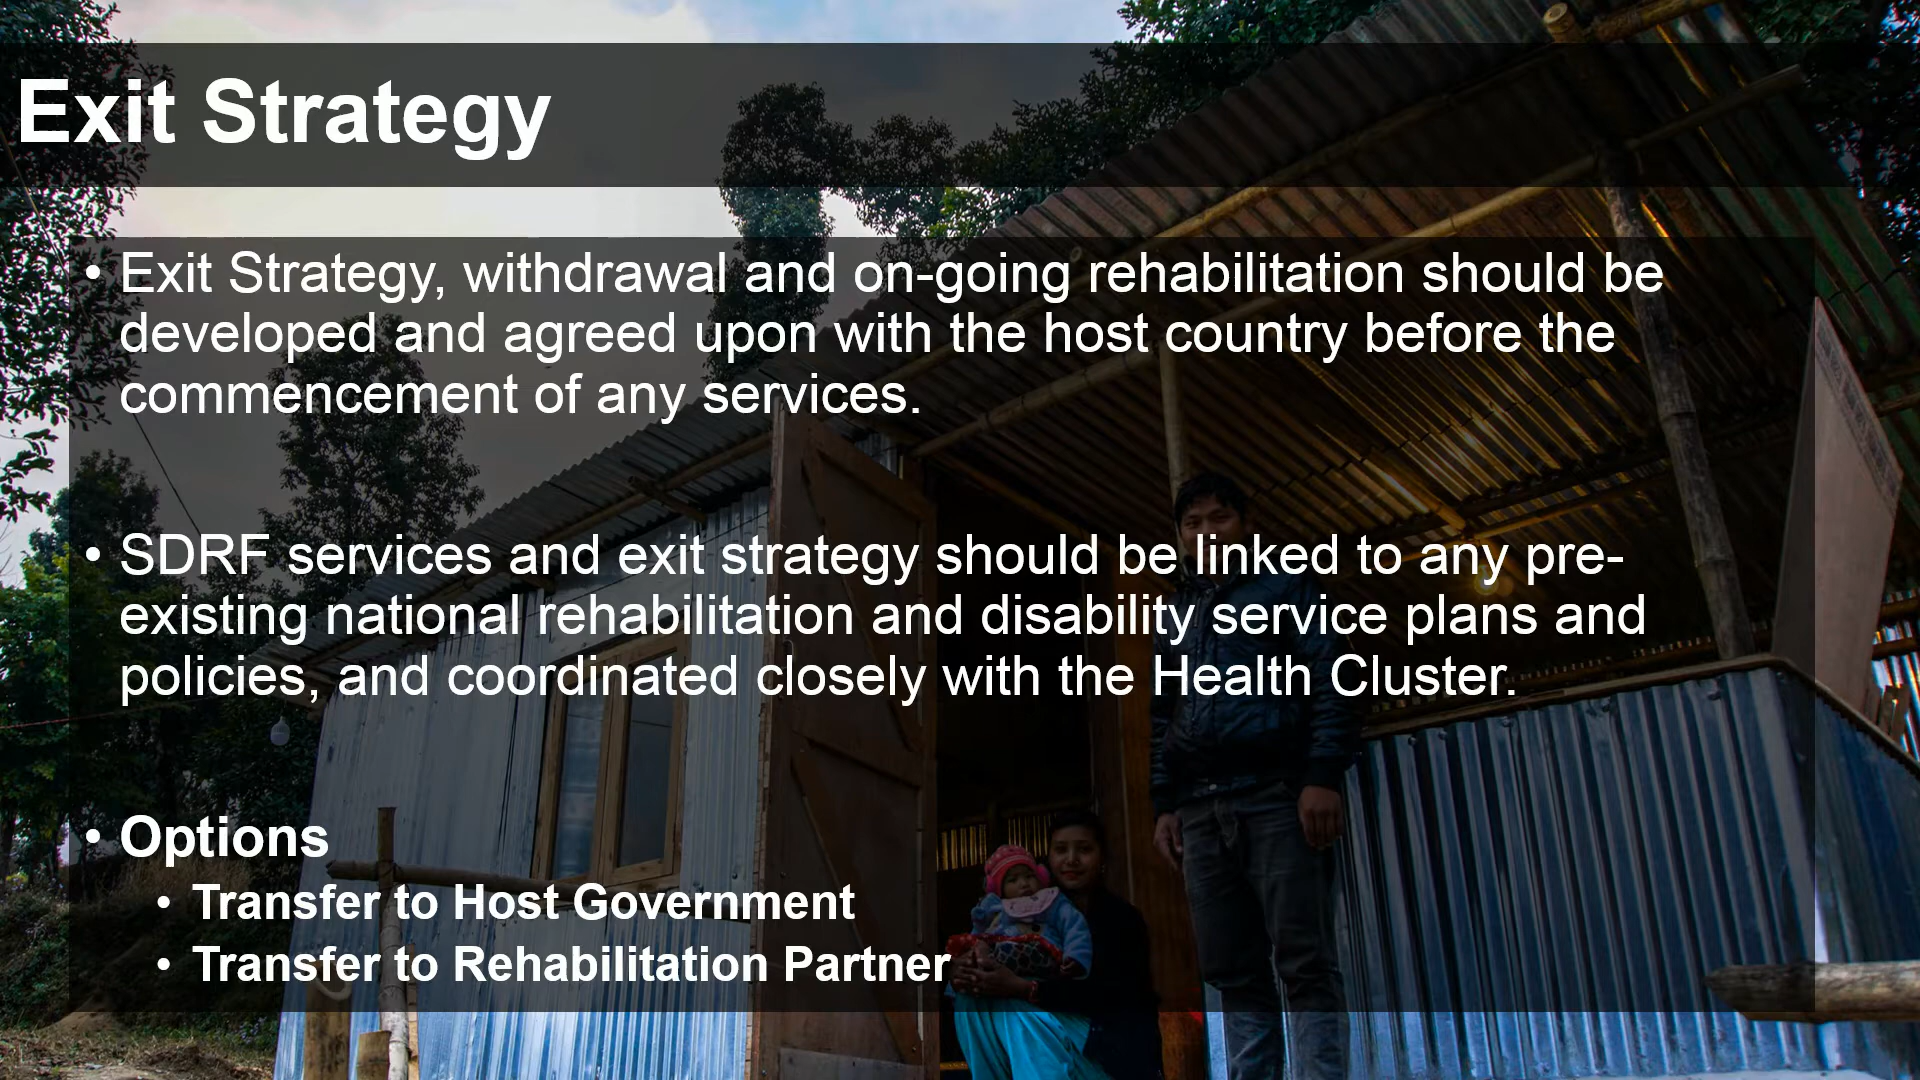 Exit Strategy
• Exit Strategy, withdrawal and on-going rehabilitation should be
developed and agreed upon with the host country before the
commencement of any services.
• SDRF services and exit strategy should be linked to any pre-
existing national rehabilitation and disability service plans and
policies, and coordinated closely with the Health Cluster.
• Options
• Transfer to Host Government
• Transfer to Rehabilitation Partner